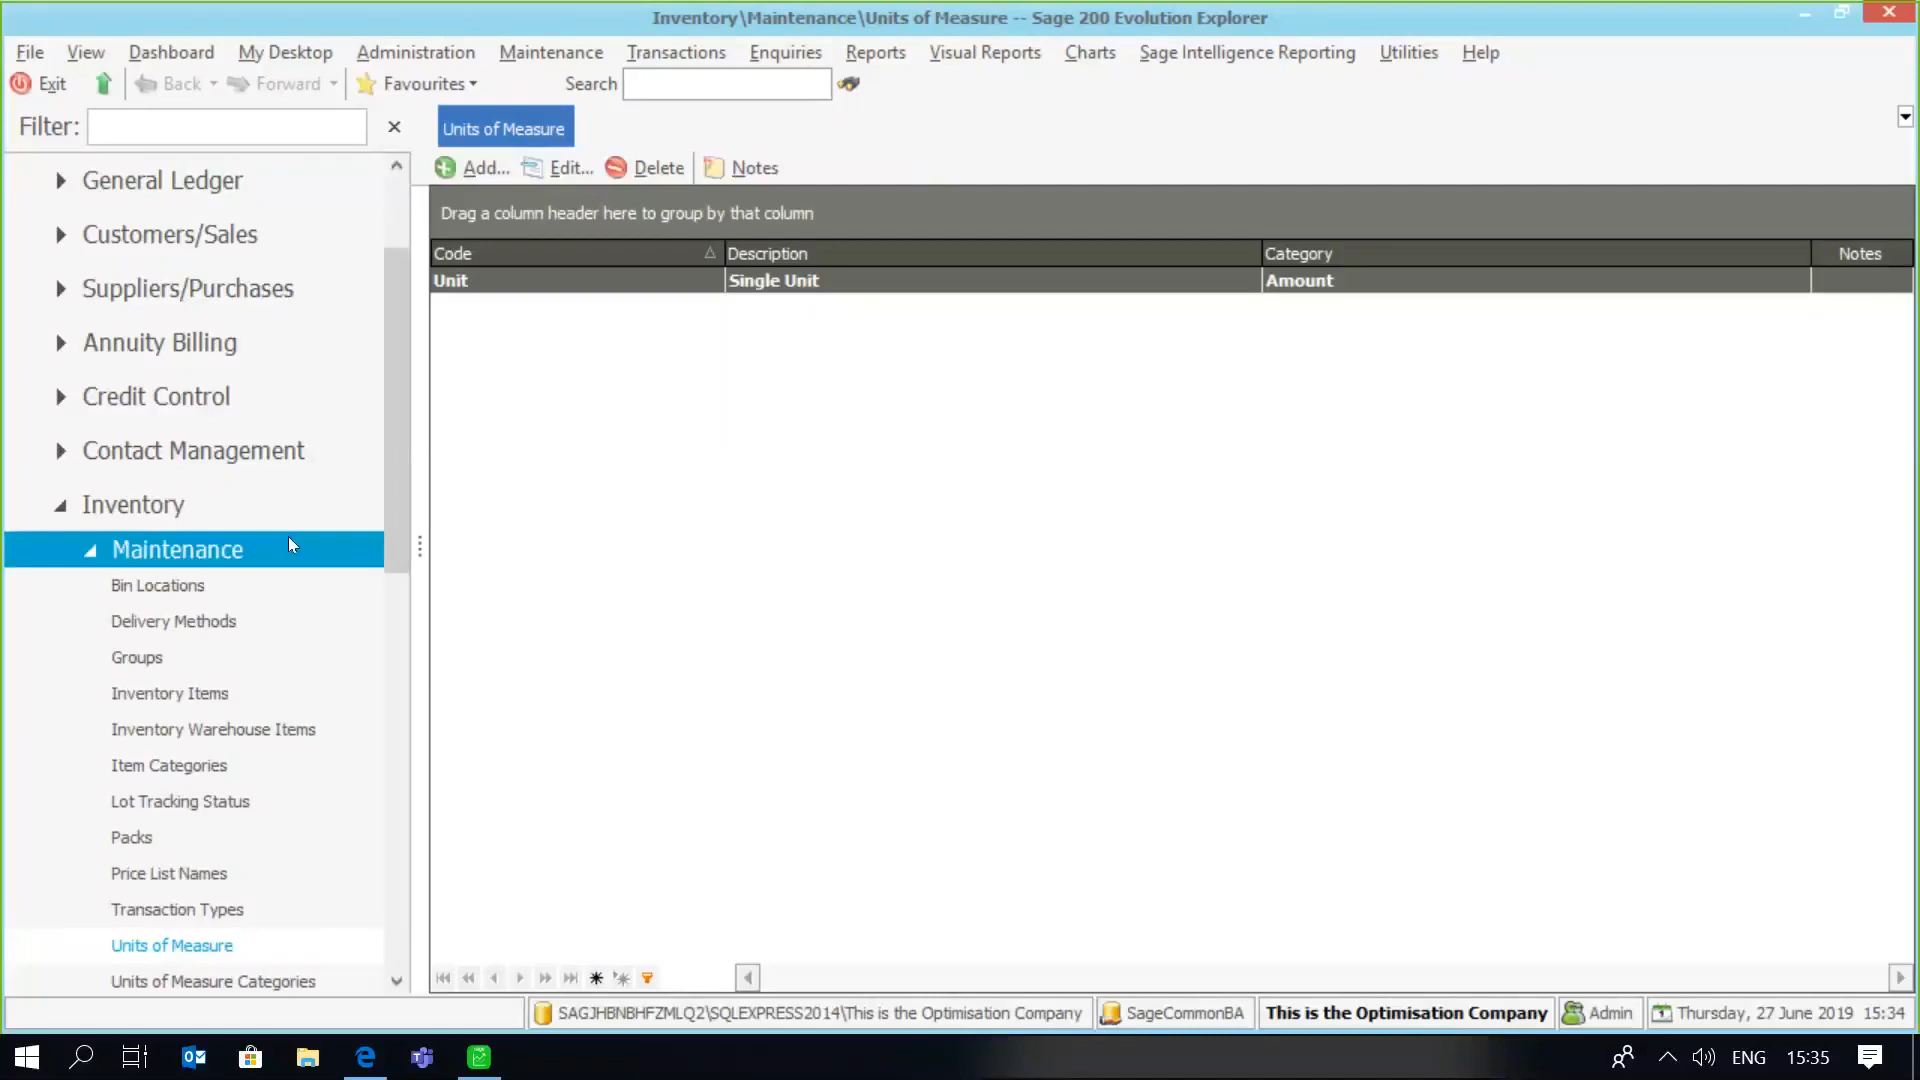 Inventory\Maintenance\Units of Measure -- Sage 200 Evolution Explorer
File View Dashboard My Desktop Administration Maintenance Transactions Enquiries Reports Visual Reports Charts Sage Intelligence Reporting Utilities Help
Exit Back Forward Favourites Search
Filter:
Units of Measure
Add... Edit... Delete Notes
General Ledger
Customers/Sales
Suppliers/Purchases
Annuity Billing
Credit Control
Contact Management
Inventory
Maintenance
Bin Locations
Delivery Methods
Groups
Inventory Items
Inventory Warehouse Items
Item Categories
Lot Tracking Status
Packs
Price List Names
Transaction Types
Units of Measure
Units of Measure Categories
Drag a column header here to group by that column
Code Description Category Notes
Unit Single Unit Amount
SAGJHBNBHFZMLQ2\SQLEXPRESS2014\This is the Optimisation Company SageCommonBA This is the Optimisation Company Admin Thursday, 27 June 2019 15:34
ENG 15:35